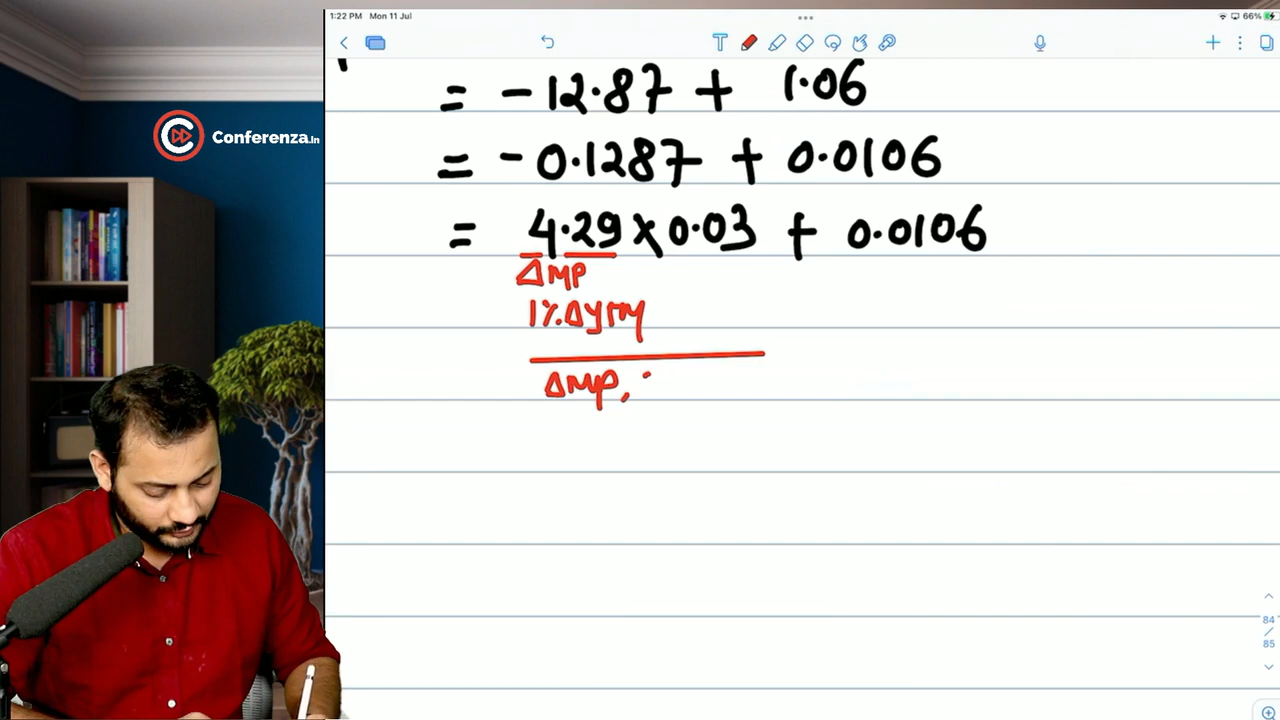 1:22 PM Mon 11 Jul
66%
Conferenza.in
= - 12.87 + 1.06
= - 0.1287 + 0.0106
= 4.29 x 0.03 + 0.0106
ΔMP
1% ΔYTM
ΔMP,
84
/
85